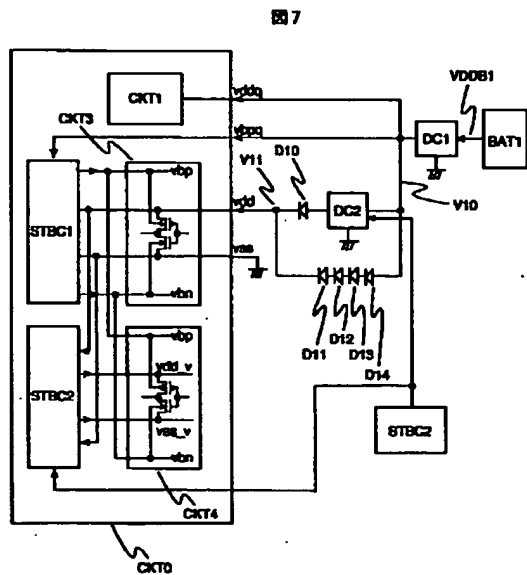 図7
VDDB1
vddq
CKT1
CKT3
vbpq
DC1
BAT1
D10
V11
vbp
vdd
DC2
V10
STBC1
vss
vbn
D11
D12
D13
D14
vbp
vdd_v
STBC2
vss_v
vbn
STBC2
CKT4
CKT0